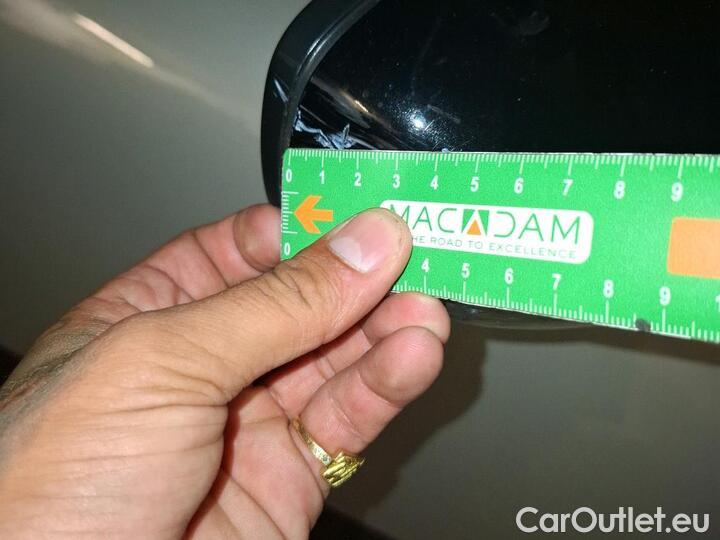 0 1 2 3 4 5 6 7 8 9
MACADAM
THE ROAD TO EXCELLENCE
0 4 5 6 7 8 9
CarOutlet.eu